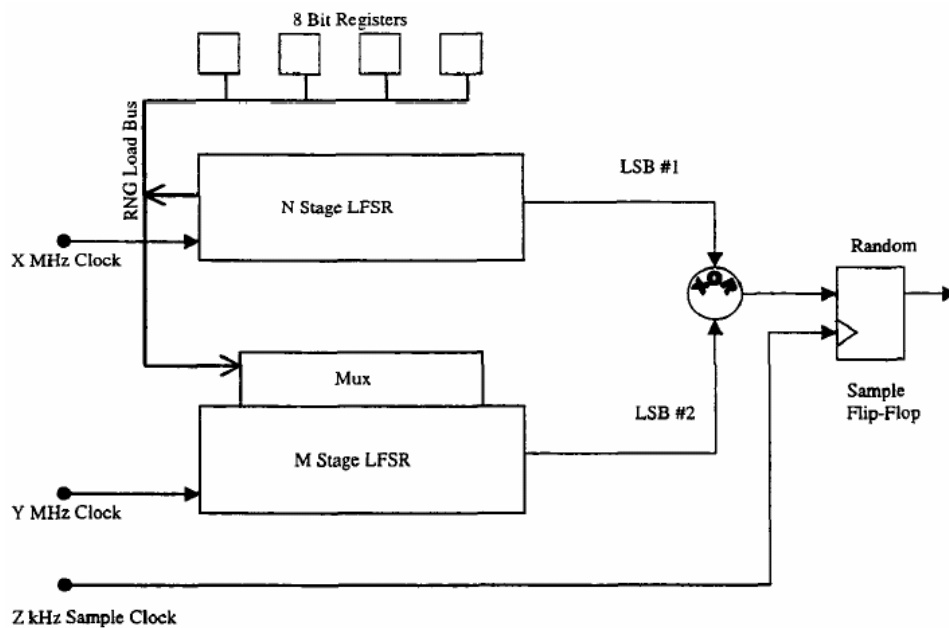 8 Bit Registers
RNG Load Bus
LSB #1
N Stage LFSR
X MHz Clock
Random
XOR
Mux
LSB #2
Sample
Flip-Flop
M Stage LFSR
Y MHz Clock
Z kHz Sample Clock